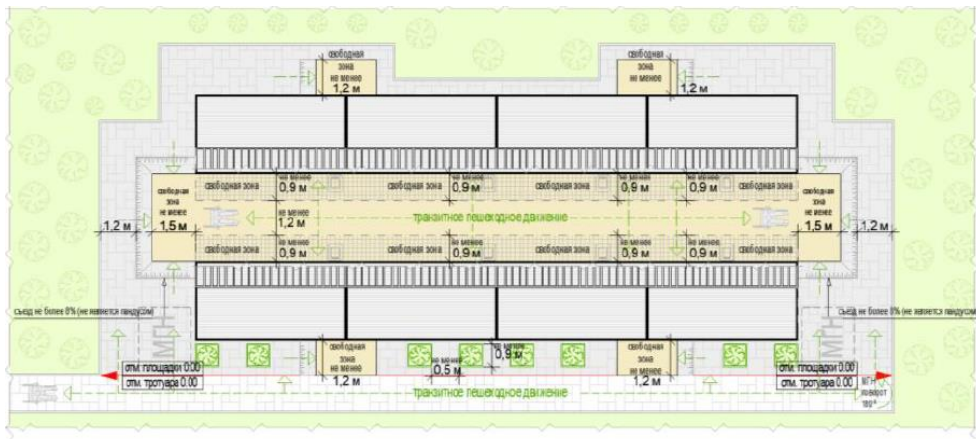 свободная
зона
не менее
1,2 м
свободная
зона
не менее
1,2 м
свободная зона
не менее
0,9 м
свободная зона
не менее
0,9 м
свободная зона
не менее
0,9 м
не менее
0,9 м
свободная зона
свободная
зона
не менее
1,5 м
1,2 м
не менее
1,2 м
транзитное пешеходное движение
свободная
зона
не менее
1,5 м
1,2 м
свободная зона
не менее
0,9 м
свободная зона
не менее
0,9 м
свободная зона
не менее
0,9 м
не менее
0,9 м
свободная зона
съезд не более 8% (не является пандусом)
съезд не более 8% (не является пандусом)
МГН
МГН
свободная
зона
не менее
1,2 м
не менее
0,5 м
не менее
0,9 м
свободная
зона
не менее
1,2 м
отм. площадки 0.00
отм. тротуара 0.00
отм. площадки 0.00
отм. тротуара 0.00
транзитное пешеходное движение
МГН
поворот
180°